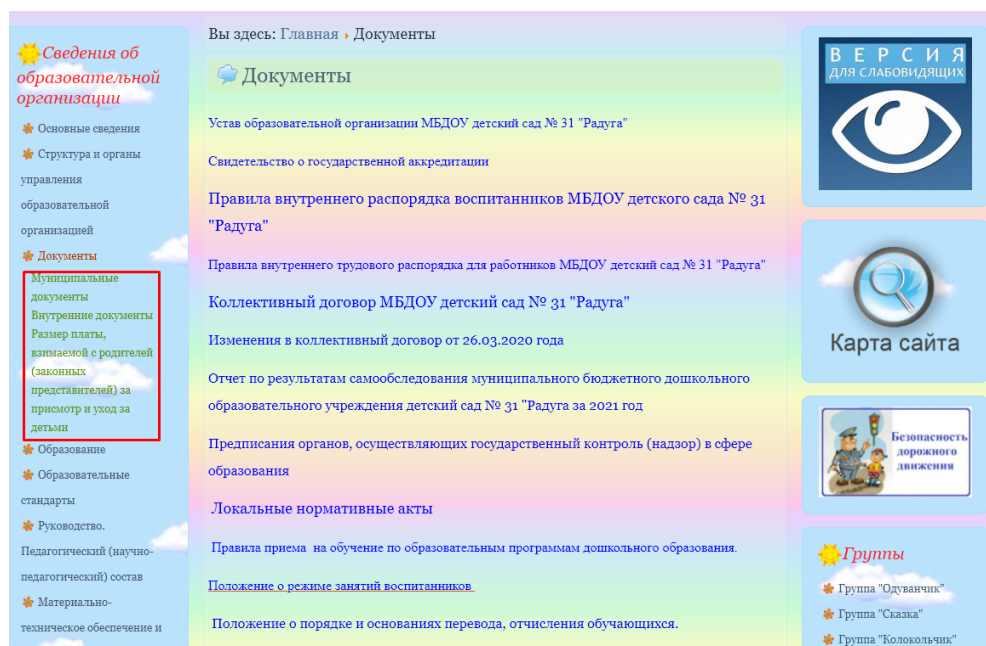 Сведения об
образовательной
организации
Основные сведения
Структура и органы
управления
образовательной
организацией
Документы
Муниципальные
документы
Внутренние документы
Размер платы,
взимаемой с родителей
(законных
представителей) за
присмотр и уход за
детьми
Образование
Образовательные
стандарты
Руководство.
Педагогический (научно-
педагогический) состав
Материально-
техническое обеспечение и
Вы здесь: Главная Документы
Документы
Устав образовательной организации МБДОУ детский сад № 31 "Радуга"
Свидетельство о государственной аккредитации
Правила внутреннего распорядка воспитанников МБДОУ детского сада № 31
"Радуга"
Правила внутреннего трудового распорядка для работников МБДОУ детский сад № 31 "Радуга"
Коллективный договор МБДОУ детский сад № 31 "Радуга"
Изменения в коллективный договор от 26.03.2020 года
Отчет по результатам самообследования муниципального бюджетного дошкольного
образовательного учреждения детский сад № 31 "Радуга за 2021 год
Предписания органов, осуществляющих государственный контроль (надзор) в сфере
образования
Локальные нормативные акты
Правила приема на обучение по образовательным программам дошкольного образования.
Положение о режиме занятий воспитанников
Положение о порядке и основаниях перевода, отчисления обучающихся.
ВЕРСИЯ
ДЛЯ СЛАБОВИДЯЩИХ
Карта сайта
Безопасность
дорожного
движения
Группы
Группа "Одуванчик"
Группа "Сказка"
Группа "Колокольчик"